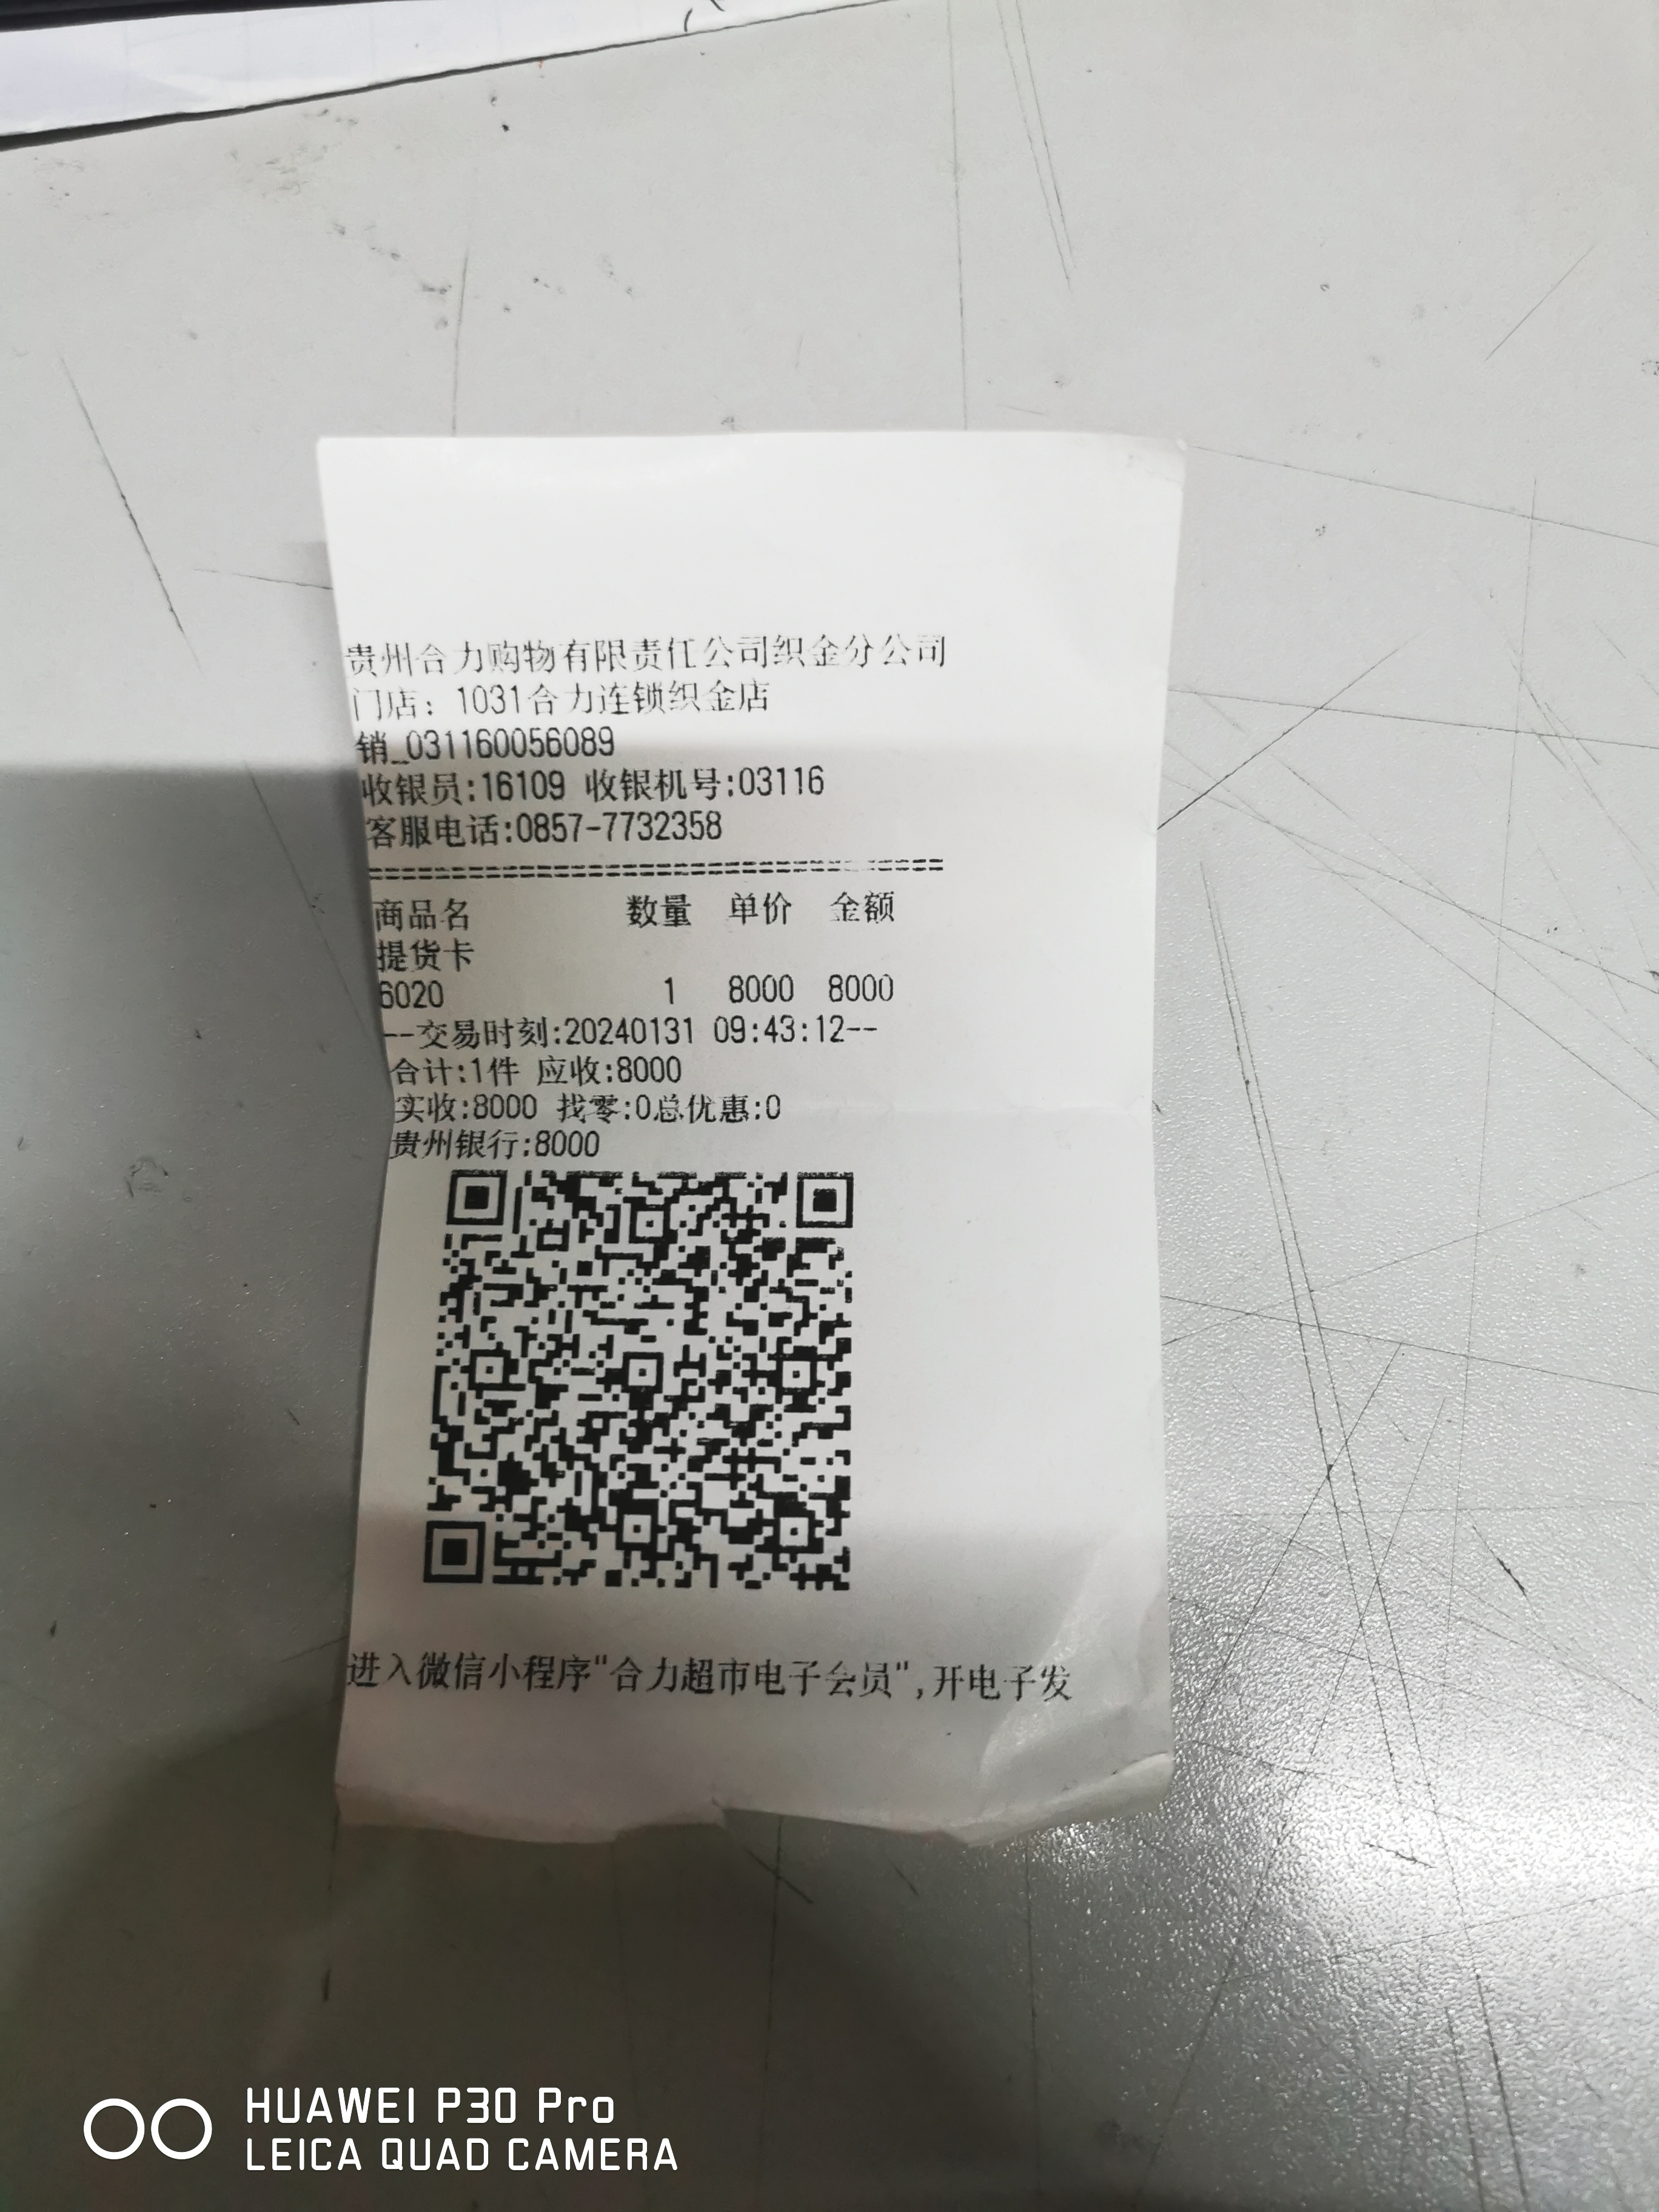 贵州合力购物有限责任公司织金分公司
门店：1031合力连锁织金店
销_031160056089
收银员:16109 收银机号:03116
客服电话:0857-7732358
==================================
商品名 数量 单价 金额
提货卡
6020 1 8000 8000
--交易时刻:20240131 09:43:12--
合计:1件 应收:8000
实收:8000 找零:0总优惠:0
贵州银行:8000
进入微信小程序"合力超市电子会员",开电子发
HUAWEI P30 Pro
LEICA QUAD CAMERA